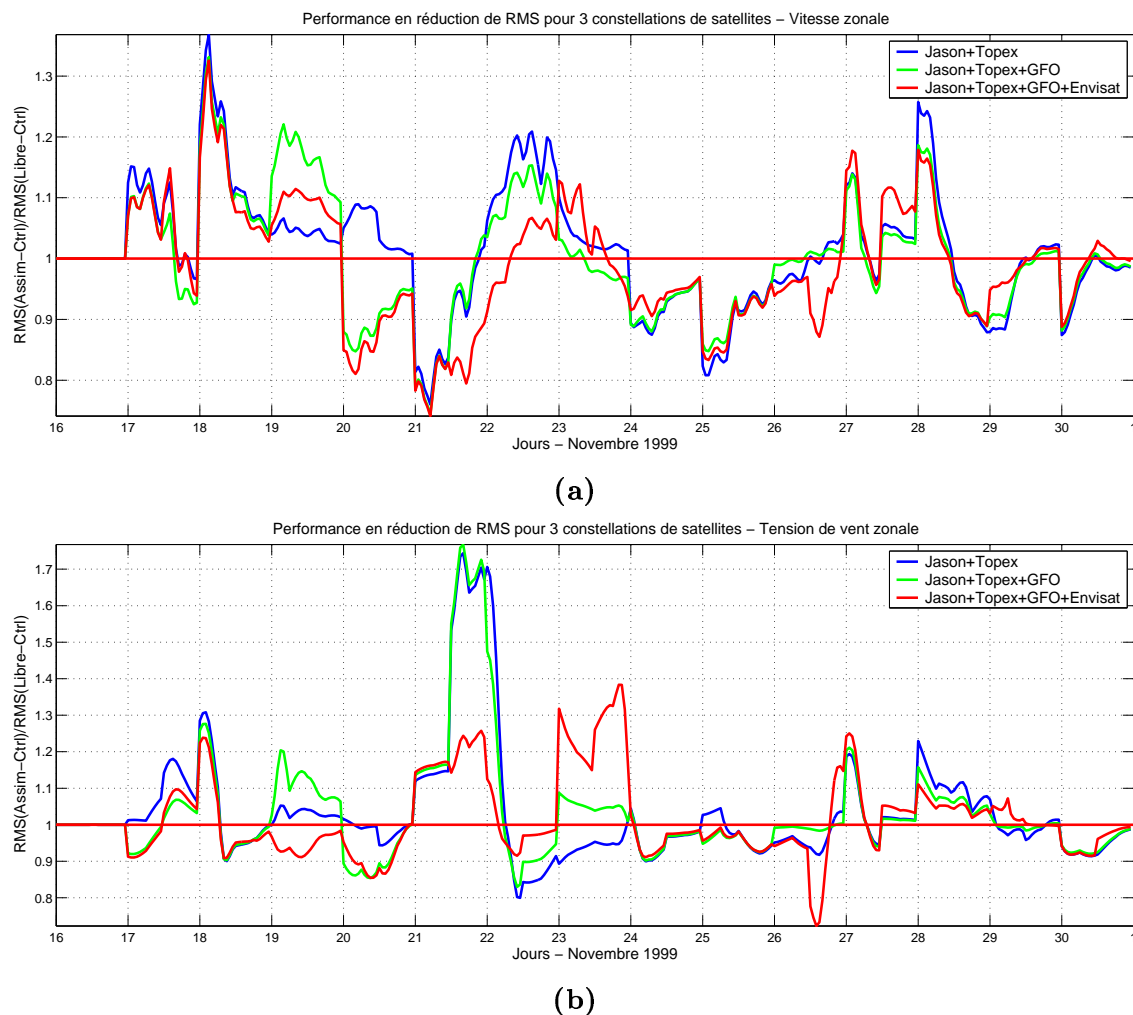 Performance en réduction de RMS pour 3 constellations de satellites – Vitesse zonale
Jason+Topex
Jason+Topex+GFO
Jason+Topex+GFO+Envisat
RMS(Assim–Ctrl)/RMS(Libre–Ctrl)
1.3
1.2
1.1
1
0.9
0.8
16 17 18 19 20 21 22 23 24 25 26 27 28 29 30 1
Jours – Novembre 1999
(a)
Performance en réduction de RMS pour 3 constellations de satellites – Tension de vent zonale
Jason+Topex
Jason+Topex+GFO
Jason+Topex+GFO+Envisat
RMS(Assim–Ctrl)/RMS(Libre–Ctrl)
1.7
1.6
1.5
1.4
1.3
1.2
1.1
1
0.9
0.8
16 17 18 19 20 21 22 23 24 25 26 27 28 29 30 1
Jours – Novembre 1999
(b)